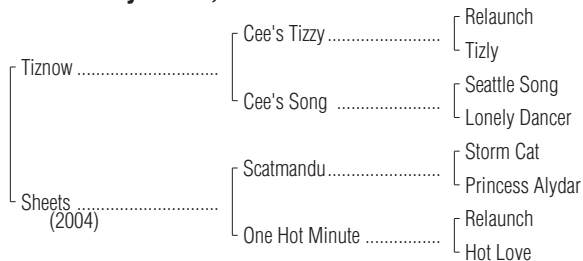 Relaunch
Cee's Tizzy ........................
Tizly
Tiznow ..............................
Seattle Song
Cee's Song ......................
Lonely Dancer
Storm Cat
Scatmandu........................
Princess Alydar
Sheets ..............................
(2004)
Relaunch
One Hot Minute ................
Hot Love